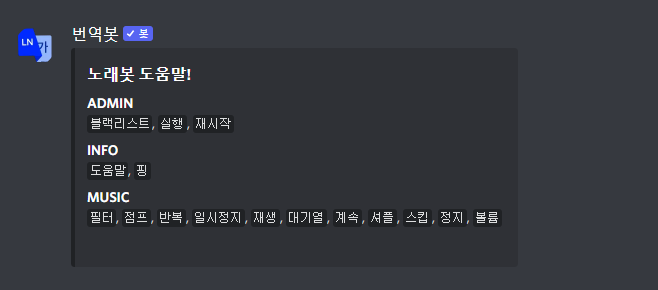 LN 가
번역봇 ✓ 봇
노래봇 도움말!
ADMIN
블랙리스트, 실행, 재시작
INFO
도움말, 핑
MUSIC
필터, 점프, 반복, 일시정지, 재생, 대기열, 계속, 셔플, 스킵, 정지, 볼륨